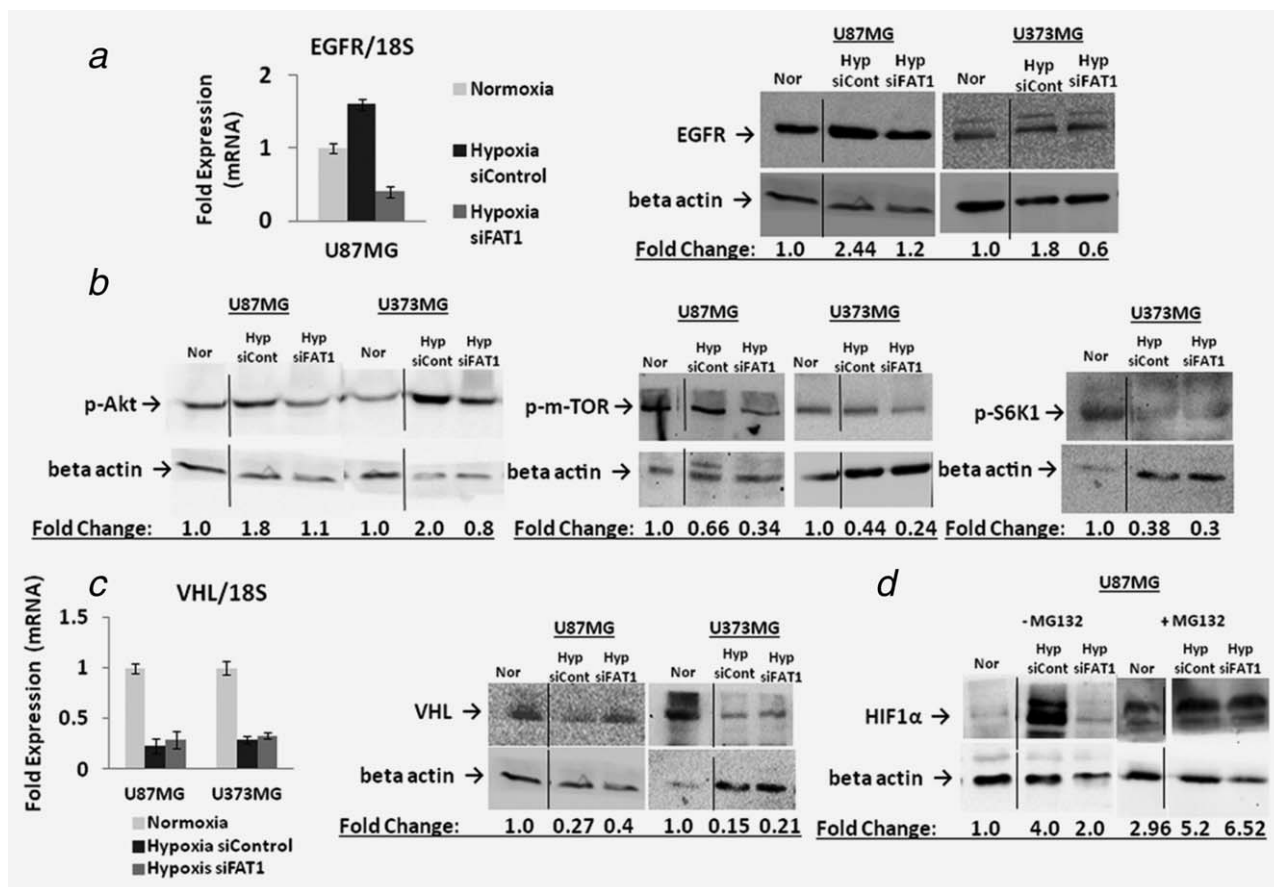 a
EGFR/18S
Fold Expression
(mRNA)
2
1
0
U87MG
Normoxia
Hypoxia
siControl
Hypoxia
siFAT1
U87MG U373MG
Nor Hyp siCont Hyp siFAT1 Nor Hyp siCont Hyp siFAT1
EGFR →
beta actin →
Fold Change: 1.0 2.44 1.2 1.0 1.8 0.6
b
U87MG U373MG
Nor Hyp siCont Hyp siFAT1 Nor Hyp siCont Hyp siFAT1
p-Akt →
beta actin →
Fold Change: 1.0 1.8 1.1 1.0 2.0 0.8
U87MG U373MG
Nor Hyp siCont Hyp siFAT1 Nor Hyp siCont Hyp siFAT1
p-m-TOR →
beta actin →
Fold Change: 1.0 0.66 0.34 1.0 0.44 0.24
U373MG
Nor Hyp siCont Hyp siFAT1
p-S6K1 →
beta actin →
Fold Change: 1.0 0.38 0.3
c
VHL/18S
Fold Expression (mRNA)
1.5
1
0.5
0
U87MG U373MG
Normoxia
Hypoxia siControl
Hypoxis siFAT1
U87MG U373MG
Nor Hyp siCont Hyp siFAT1 Nor Hyp siCont Hyp siFAT1
VHL →
beta actin →
Fold Change: 1.0 0.27 0.4 1.0 0.15 0.21
d
U87MG
- MG132 + MG132
Nor Hyp siCont Hyp siFAT1 Nor Hyp siCont Hyp siFAT1
HIF1α →
beta actin →
Fold Change: 1.0 4.0 2.0 2.96 5.2 6.52